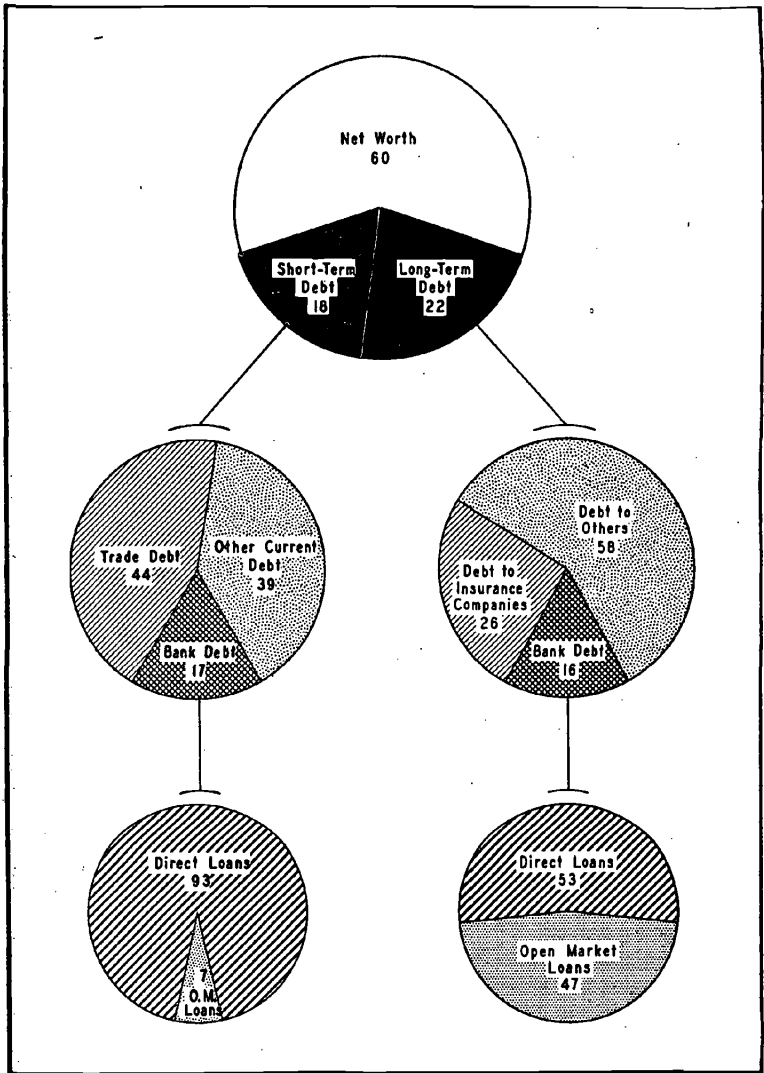 Net Worth
60
Short-Term
Debt
18
Long-Term
Debt
22
Trade Debt
44
Other Current
Debt
39
Bank Debt
17
Debt to
Others
58
Debt to
Insurance
Companies
26
Bank Debt
16
Direct Loans
93
7
O.M.
Loans
Direct Loans
53
Open Market
Loans
47